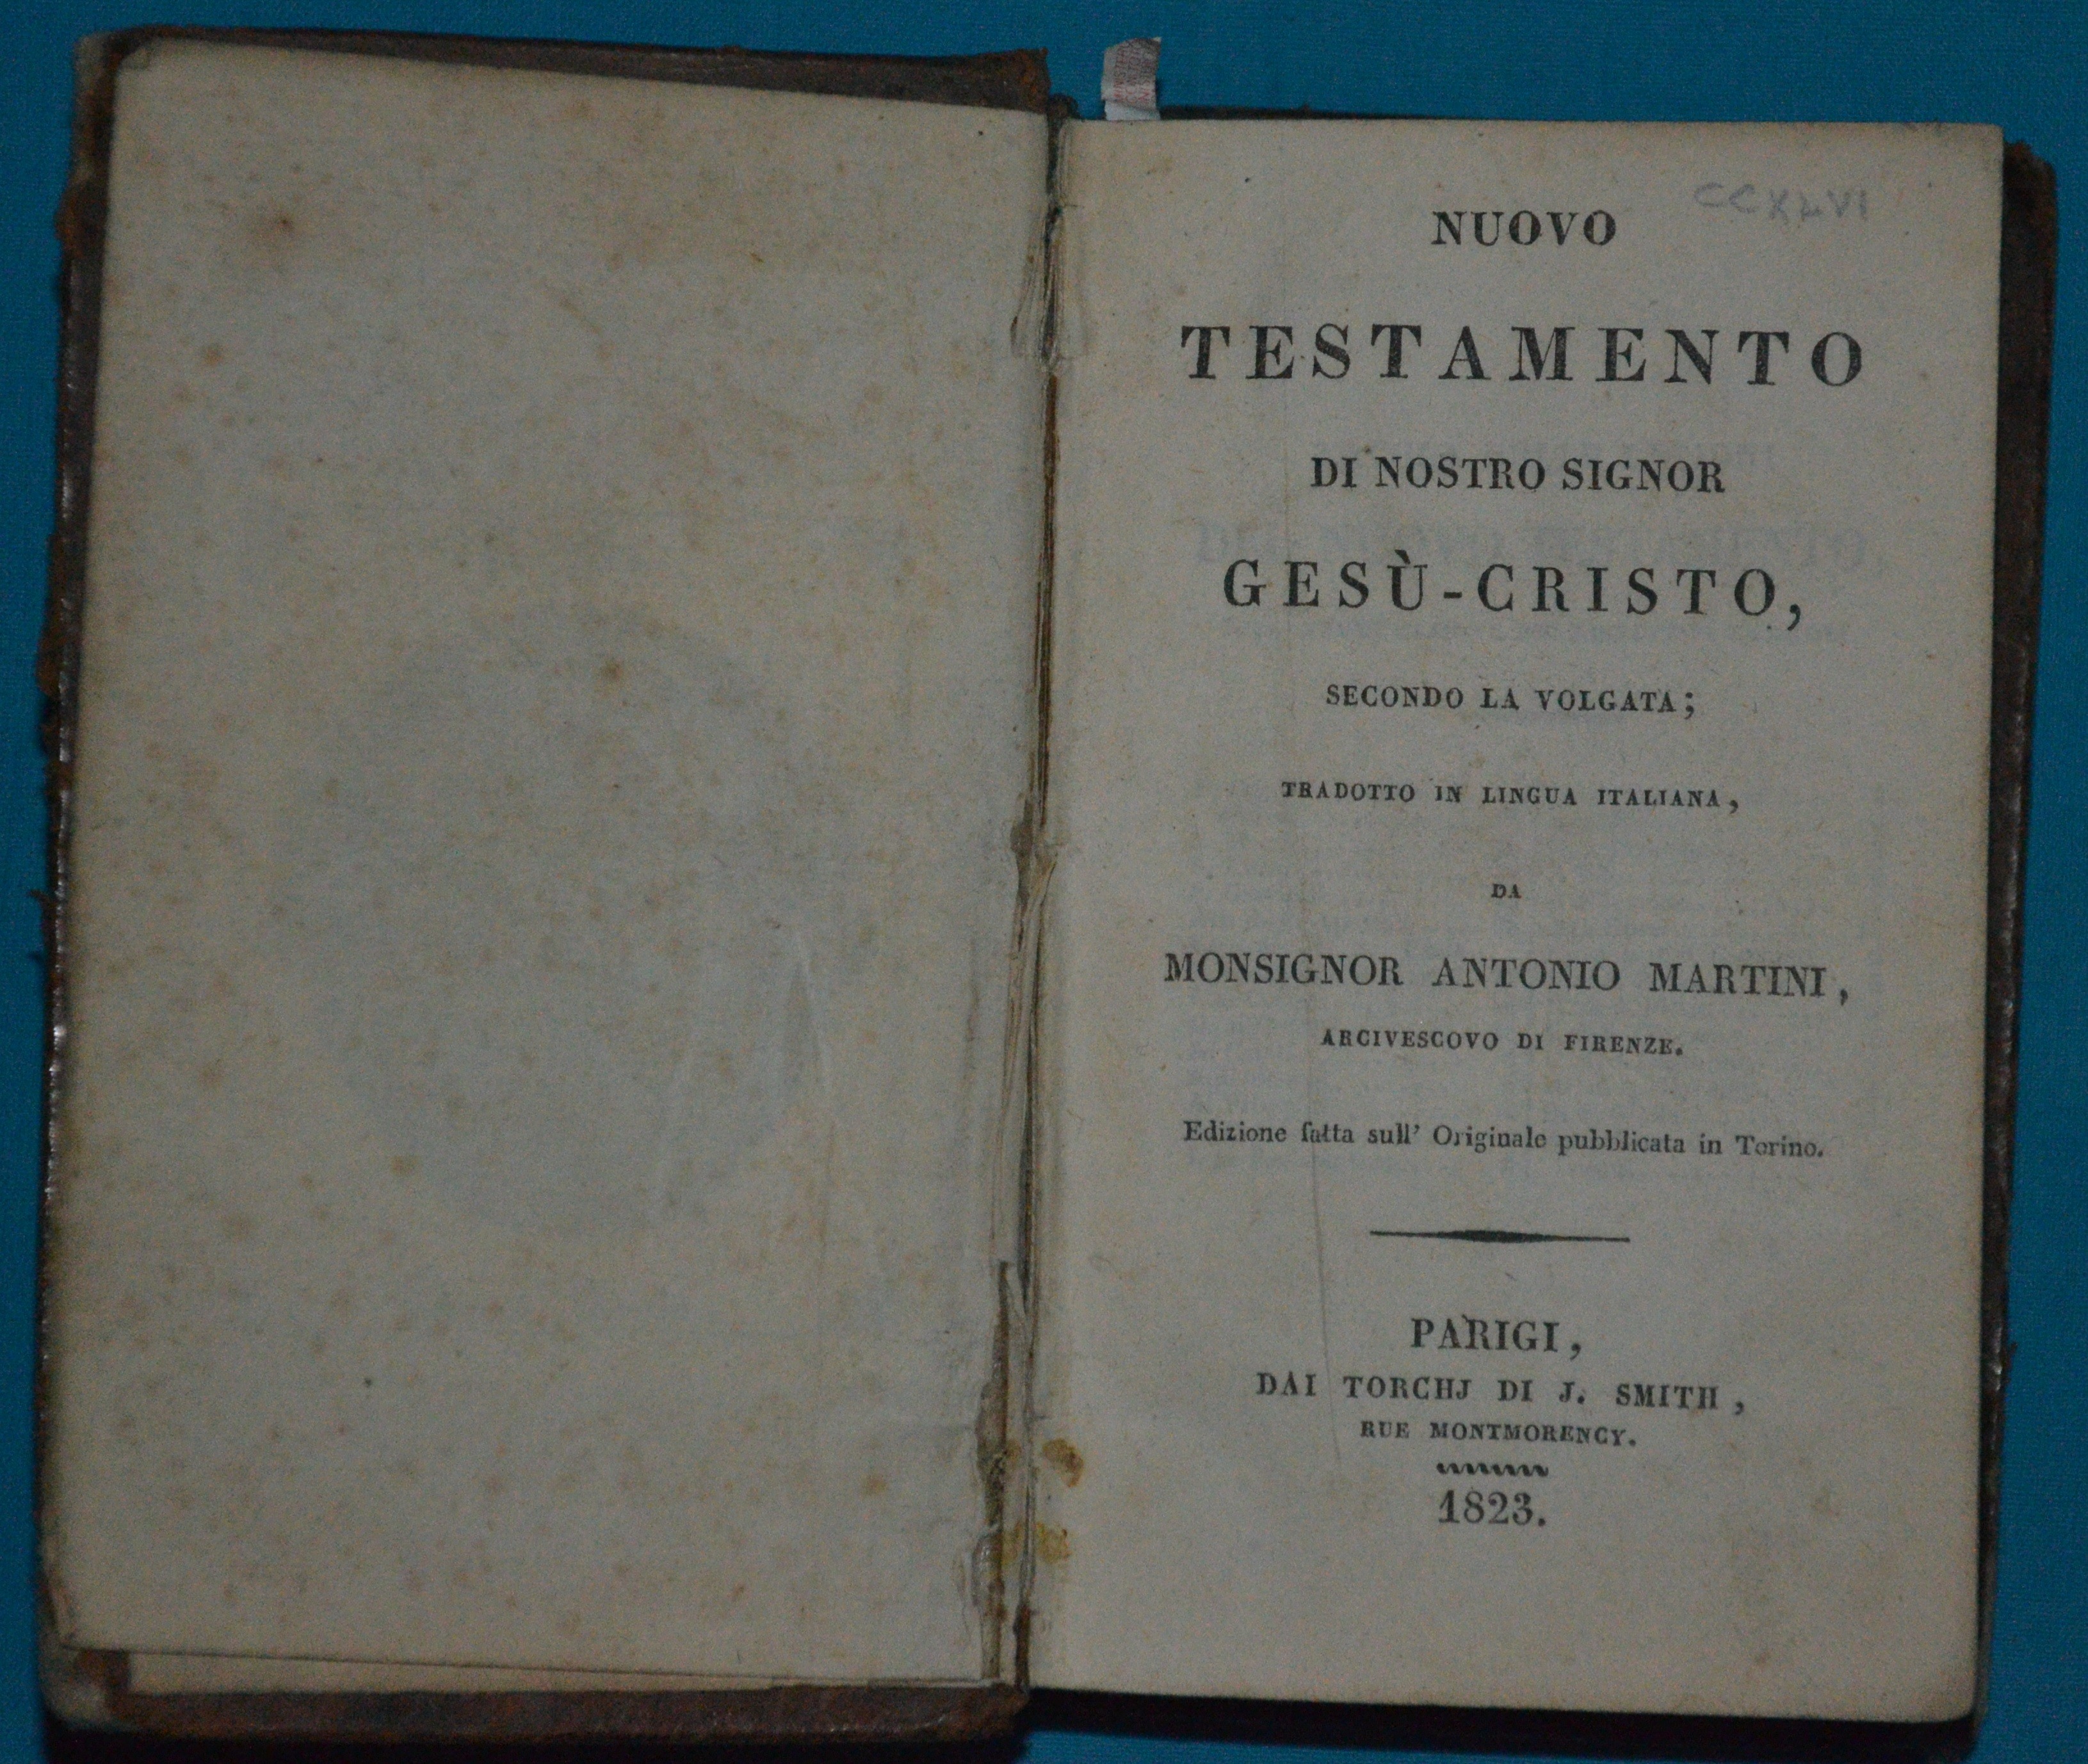 CCXLVI
NUOVO
TESTAMENTO
DI NOSTRO SIGNOR
GESÙ-CRISTO,
SECONDO LA VOLGATA;
TRADOTTO IN LINGUA ITALIANA,
DA
MONSIGNOR ANTONIO MARTINI,
ARCIVESCOVO DI FIRENZE.
Edizione fatta sull' Originale pubblicata in Torino.
PARIGI,
DAI TORCHJ DI J. SMITH,
RUE MONTMORENCY.
1823.